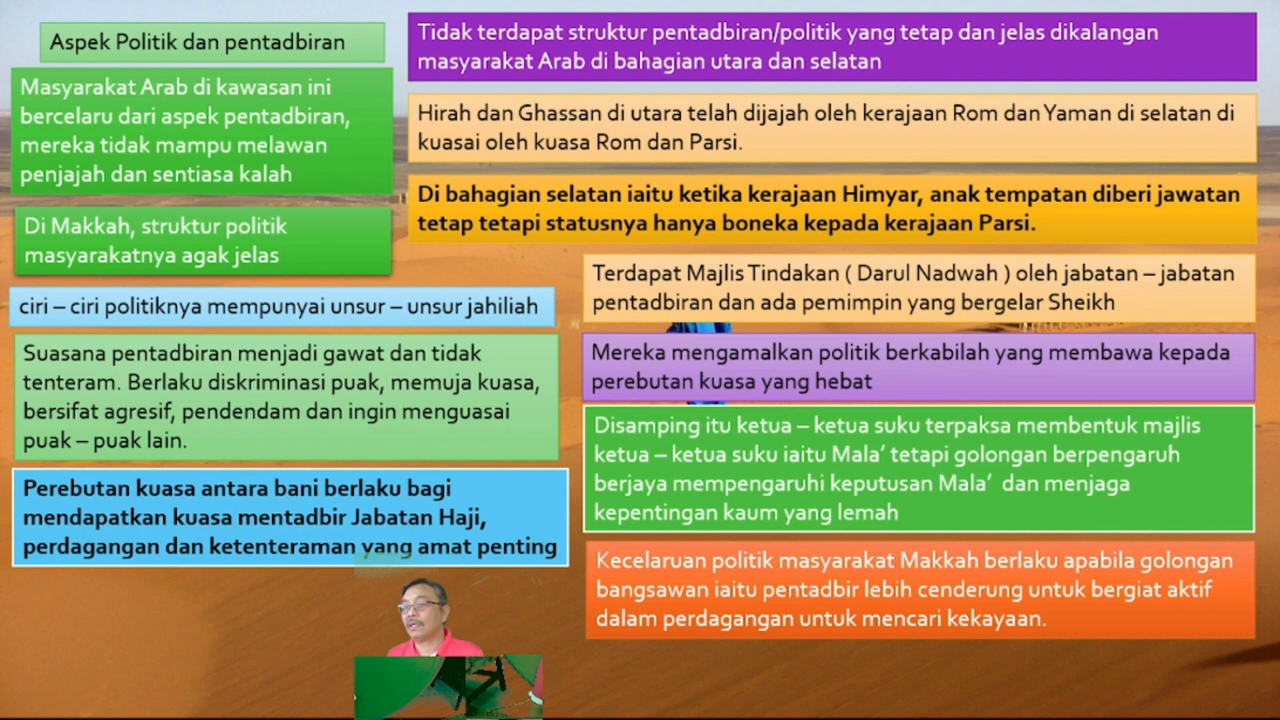 Aspek Politik dan pentadbiran
Masyarakat Arab di kawasan ini
bercelaru dari aspek pentadbiran,
mereka tidak mampu melawan
penjajah dan sentiasa kalah
Di Makkah, struktur politik
masyarakatnya agak jelas
ciri – ciri politiknya mempunyai unsur – unsur jahiliah
Suasana pentadbiran menjadi gawat dan tidak
tenteram. Berlaku diskriminasi puak, memuja kuasa,
bersifat agresif, pendendam dan ingin menguasai
puak – puak lain.
Perebutan kuasa antara bani berlaku bagi
mendapatkan kuasa mentadbir Jabatan Haji,
perdagangan dan ketenteraman yang amat penting
Tidak terdapat struktur pentadbiran/politik yang tetap dan jelas dikalangan
masyarakat Arab di bahagian utara dan selatan
Hirah dan Ghassan di utara telah dijajah oleh kerajaan Rom dan Yaman di selatan di
kuasai oleh kuasa Rom dan Parsi.
Di bahagian selatan iaitu ketika kerajaan Himyar, anak tempatan diberi jawatan
tetap tetapi statusnya hanya boneka kepada kerajaan Parsi.
Terdapat Majlis Tindakan ( Darul Nadwah ) oleh jabatan – jabatan
pentadbiran dan ada pemimpin yang bergelar Sheikh
Mereka mengamalkan politik berkabilah yang membawa kepada
perebutan kuasa yang hebat
Disamping itu ketua – ketua suku terpaksa membentuk majlis
ketua – ketua suku iaitu Mala’ tetapi golongan berpengaruh
berjaya mempengaruhi keputusan Mala’ dan menjaga
kepentingan kaum yang lemah
Kecelaruan politik masyarakat Makkah berlaku apabila golongan
bangsawan iaitu pentadbir lebih cenderung untuk bergiat aktif
dalam perdagangan untuk mencari kekayaan.